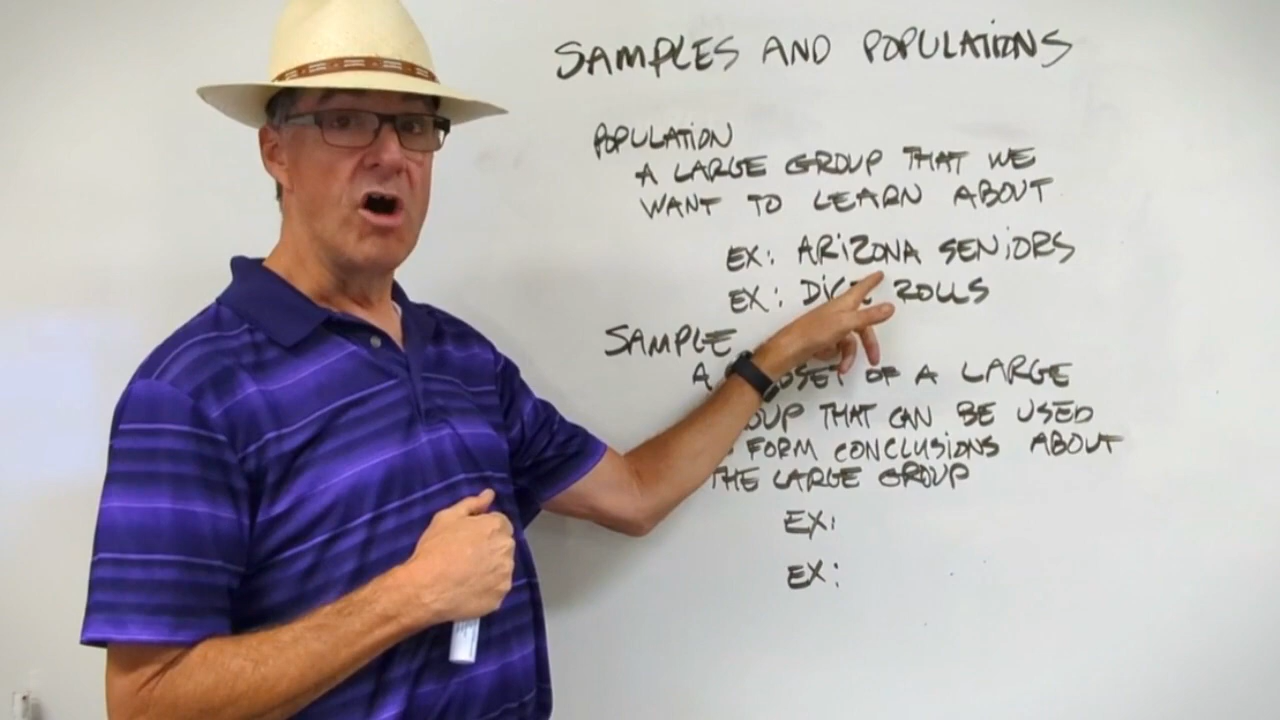 SAMPLES AND POPULATIONS
POPULATION
A LARGE GROUP THAT WE
WANT TO LEARN ABOUT
EX: ARIZONA SENIORS
EX: DICE ROLLS
SAMPLE
A OF A LARGE
THAT CAN BE USED
FORM CONCLUSIONS ABOUT
THE LARGE GROUP
EX:
EX: